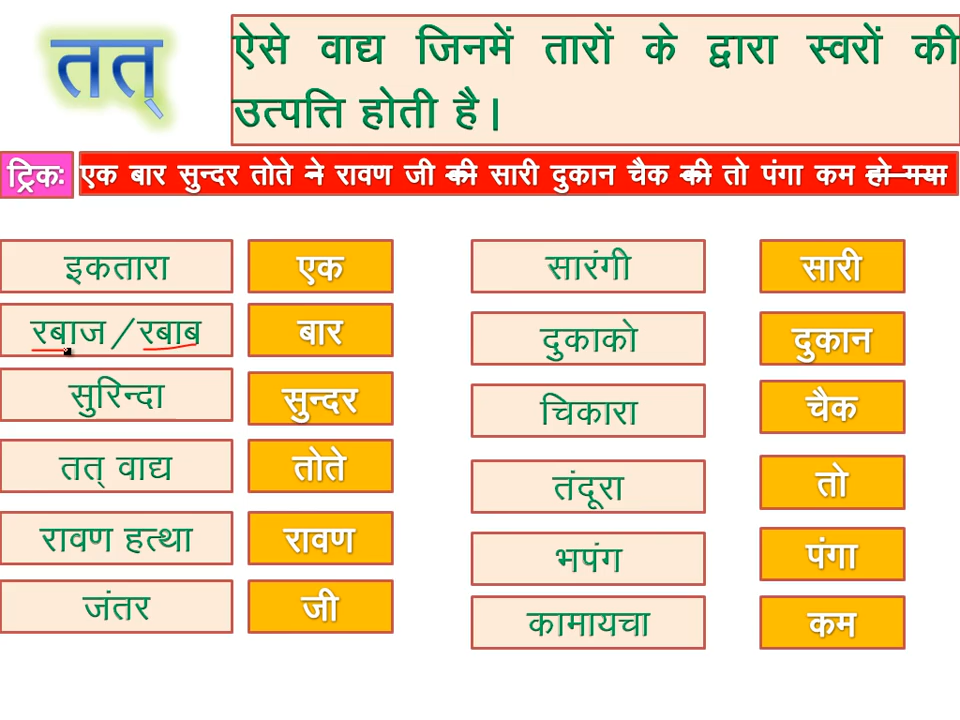 तत्
ऐसे वाद्य जिनमें तारों के द्वारा स्वरों की
उत्पत्ति होती है।
ट्रिकः एक बार सुन्दर तोते ने रावण जी की सारी दुकान चैक की तो पंगा कम हो गया
इकतारा एक सारंगी सारी
रबाज/रबाब बार दुकाको दुकान
सुरिन्दा सुन्दर चिकारा चैक
तत् वाद्य तोते तंदूरा तो
रावण हत्था रावण भपंग पंगा
जंतर जी कामायचा कम